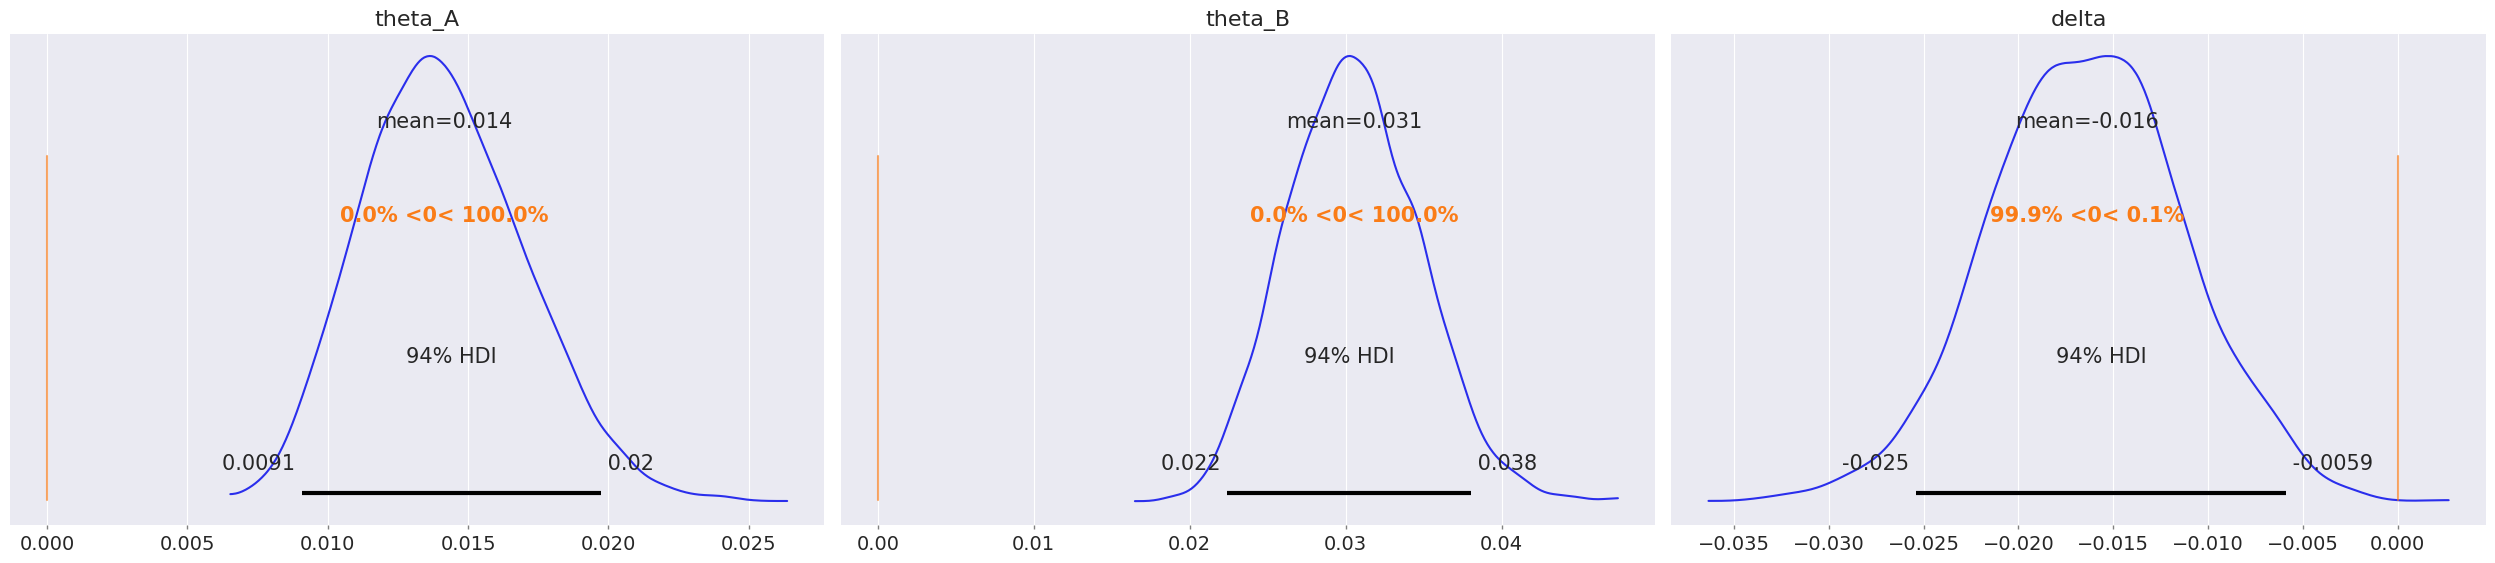 theta_A
mean=0.014
0.0% <0< 100.0%
94% HDI
0.0091
0.02
0.000 0.005 0.010 0.015 0.020 0.025
theta_B
mean=0.031
0.0% <0< 100.0%
94% HDI
0.022
0.038
0.00 0.01 0.02 0.03 0.04
delta
mean=-0.016
99.9% <0< 0.1%
94% HDI
-0.025
-0.0059
−0.035 −0.030 −0.025 −0.020 −0.015 −0.010 −0.005 0.000